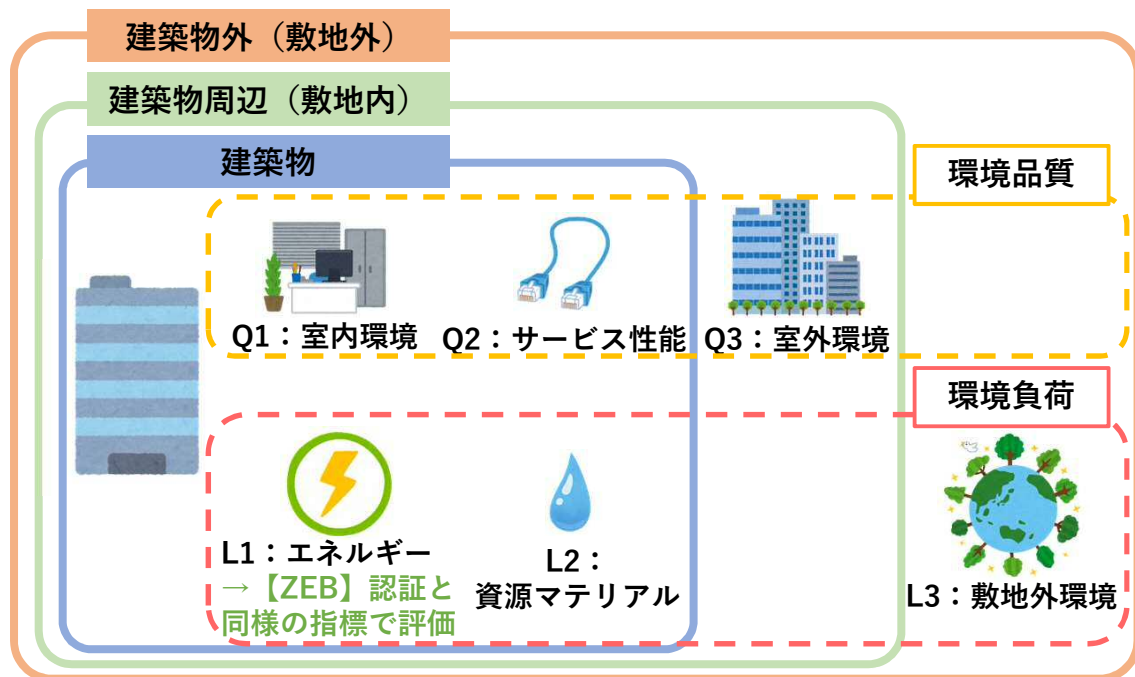 建築物外（敷地外）
建築物周辺（敷地内）
建築物
環境品質
Q1：室内環境
Q2：サービス性能
Q3：室外環境
環境負荷
L1：エネルギー
→【ZEB】認証と
同様の指標で評価
L2：
資源マテリアル
L3：敷地外環境